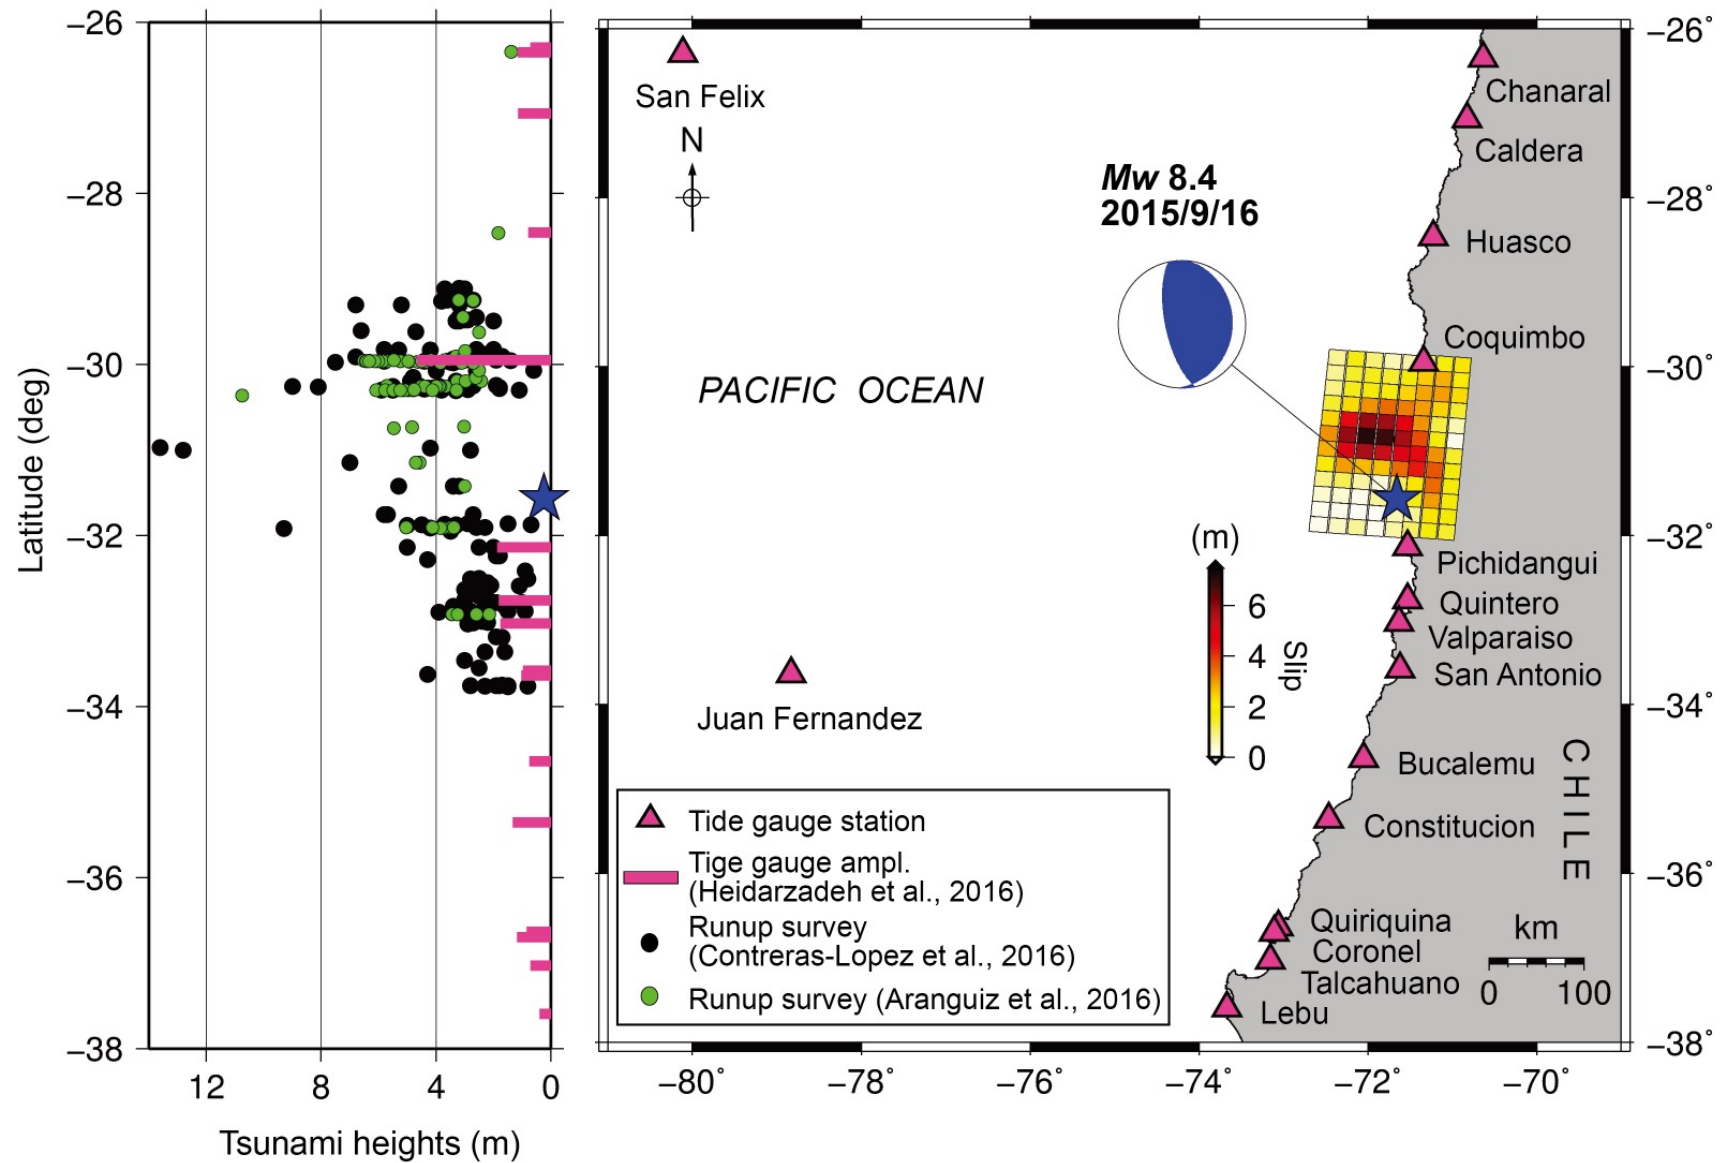 −26
−28
−30
−32
−34
−36
−38
Latitude (deg)
12 8 4 0
Tsunami heights (m)
San Felix
N
Mw 8.4
2015/9/16
PACIFIC OCEAN
Juan Fernandez
Chanaral
Caldera
Huasco
Coquimbo
Pichidangui
Quintero
Valparaiso
San Antonio
Bucalemu
Constitucion
Quiriquina
Coronel
Talcahuano
Lebu
CHILE
km
0 100
(m)
6
4
2
0
Slip
Tide gauge station
Tige gauge ampl.
(Heidarzadeh et al., 2016)
Runup survey
(Contreras-Lopez et al., 2016)
Runup survey (Aranguiz et al., 2016)
−26˚
−28˚
−30˚
−32˚
−34˚
−36˚
−38˚
−80˚ −78˚ −76˚ −74˚ −72˚ −70˚